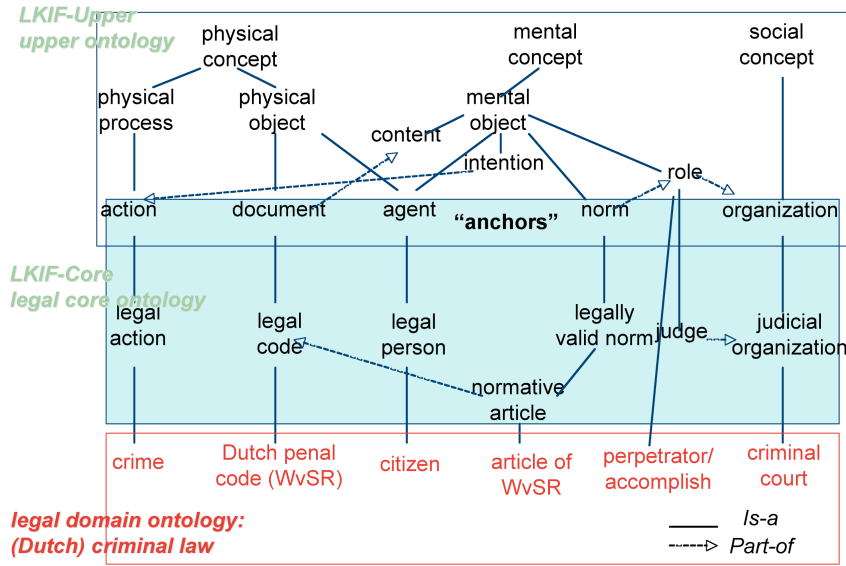 LKIF-Upper
upper ontology
physical
concept
mental
concept
social
concept
physical
process
physical
object
mental
object
content
intention
role
action
document
agent
"anchors"
norm
organization
LKIF-Core
legal core ontology
legal
action
legal
code
legal
person
legally
valid norm
judge
judicial
organization
normative
article
crime
Dutch penal
code (WvSR)
citizen
article of
WvSR
perpetrator/
accomplish
criminal
court
legal domain ontology:
(Dutch) criminal law
Is-a
Part-of